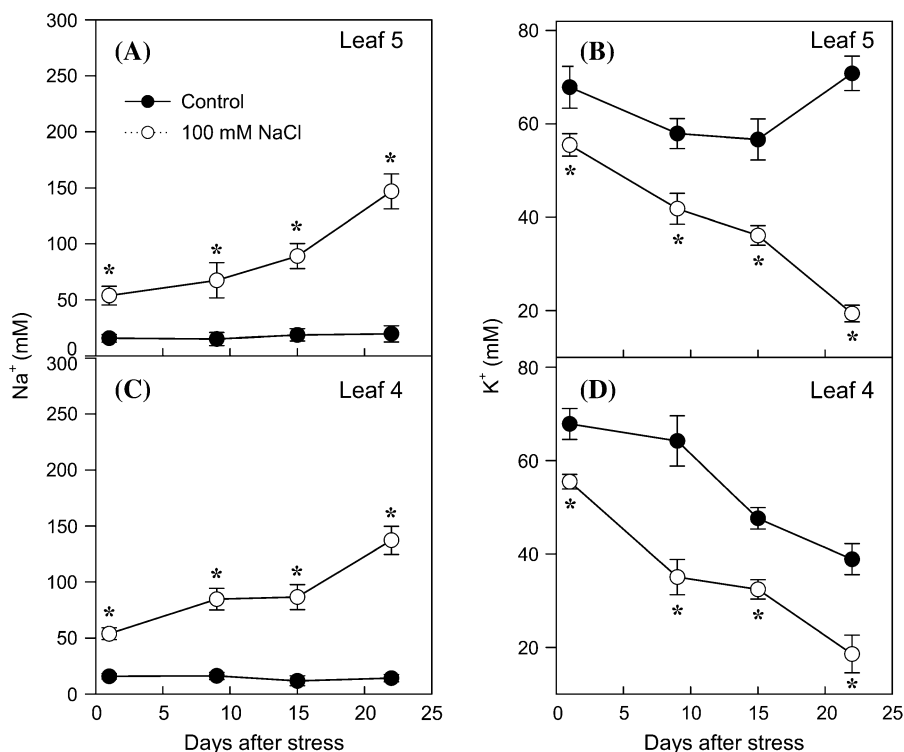 (A)
Leaf 5
Control
100 mM NaCl
300
250
200
150
100
50
0
*
*
*
*
(B)
Leaf 5
80
60
40
20
*
*
*
*
(C)
Leaf 4
300
250
200
150
100
50
0
*
*
*
*
0 5 10 15 20 25
Days after stress
Na+ (mM)
(D)
Leaf 4
80
60
40
20
*
*
*
*
0 5 10 15 20 25
Days after stress
K+ (mM)